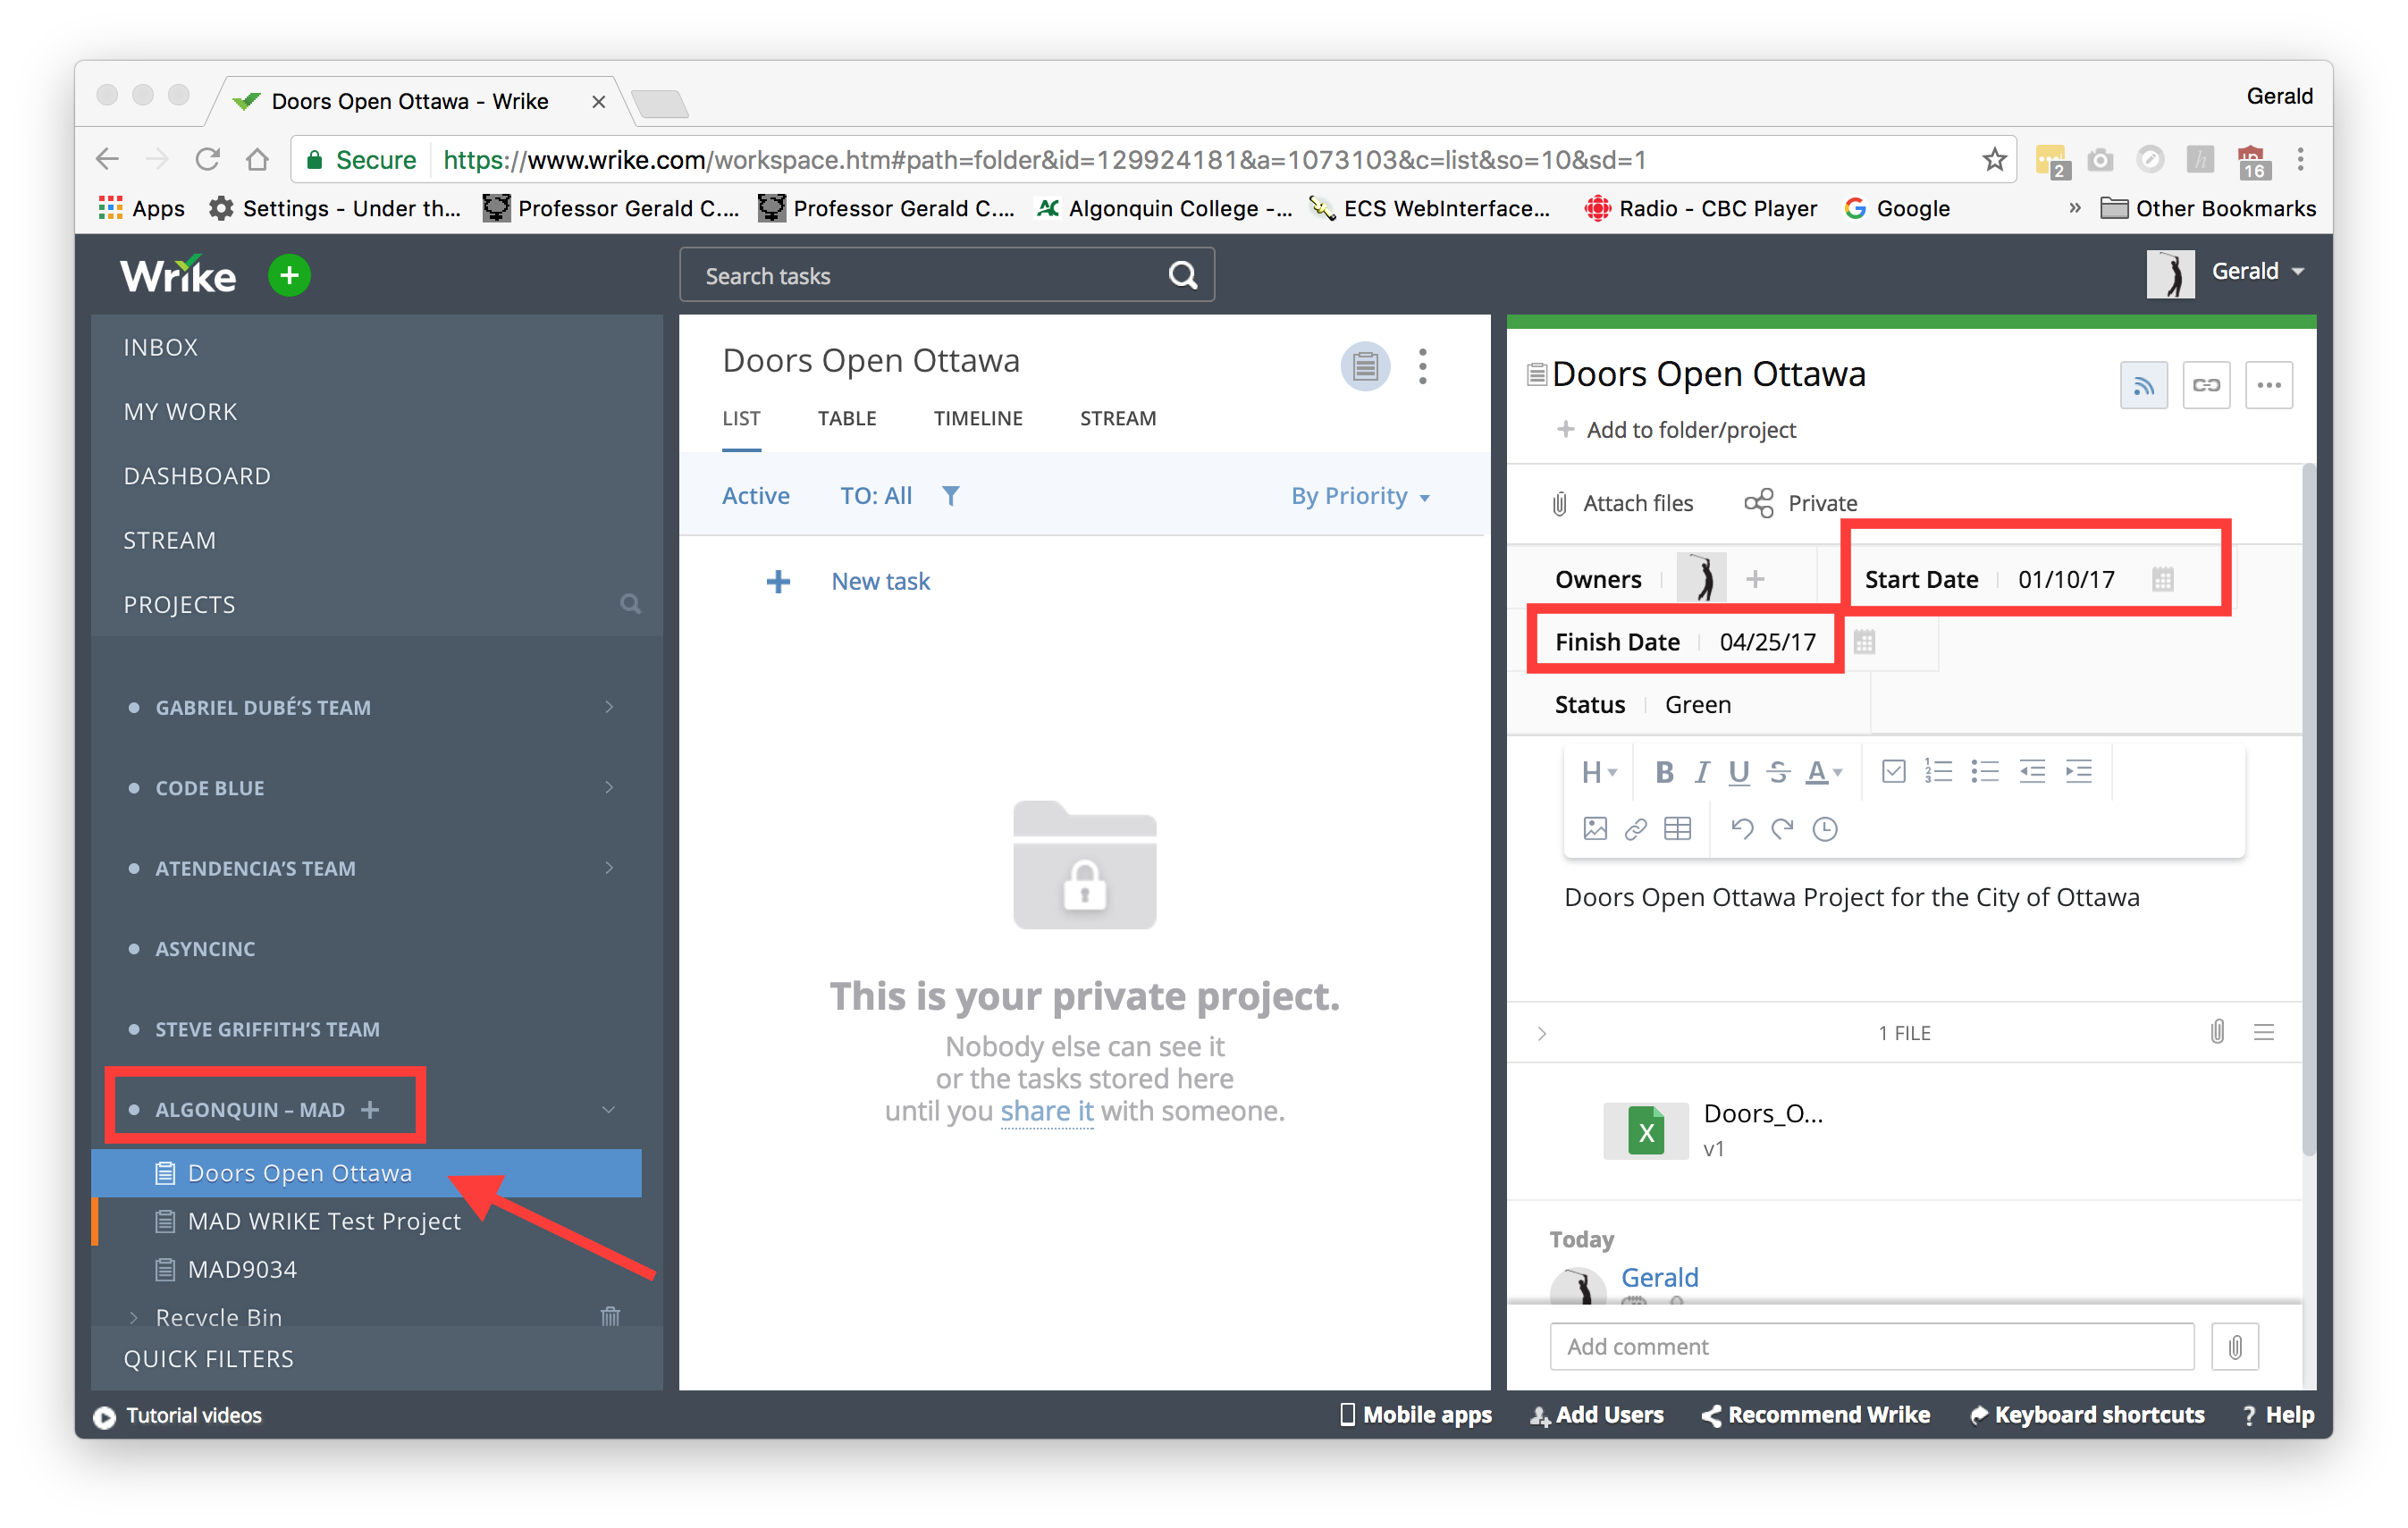 Doors Open Ottawa - Wrike
Gerald
Secure https://www.wrike.com/workspace.htm#path=folder&id=129924181&a=1073103&c=list&so=10&sd=1
2
16
Apps Settings - Under th... Professor Gerald C.... Professor Gerald C.... Algonquin College -... ECS WebInterface... Radio - CBC Player Google » Other Bookmarks
Wrike
Search tasks
Gerald
INBOX
MY WORK
DASHBOARD
STREAM
PROJECTS
GABRIEL DUBÉ'S TEAM
CODE BLUE
ATENDENCIA'S TEAM
ASYNCINC
STEVE GRIFFITH'S TEAM
ALGONQUIN – MAD +
Doors Open Ottawa
MAD WRIKE Test Project
MAD9034
Recycle Bin
QUICK FILTERS
Doors Open Ottawa
LIST TABLE TIMELINE STREAM
Active TO: All By Priority
+ New task
This is your private project.
Nobody else can see it
or the tasks stored here
until you share it with someone.
Doors Open Ottawa
+ Add to folder/project
Attach files Private
Owners + Start Date 01/10/17
Finish Date 04/25/17
Status Green
H B I U S A
Doors Open Ottawa Project for the City of Ottawa
1 FILE
X
Doors_O...
v1
Today
Gerald
Add comment
Tutorial videos
Mobile apps Add Users Recommend Wrike Keyboard shortcuts ? Help